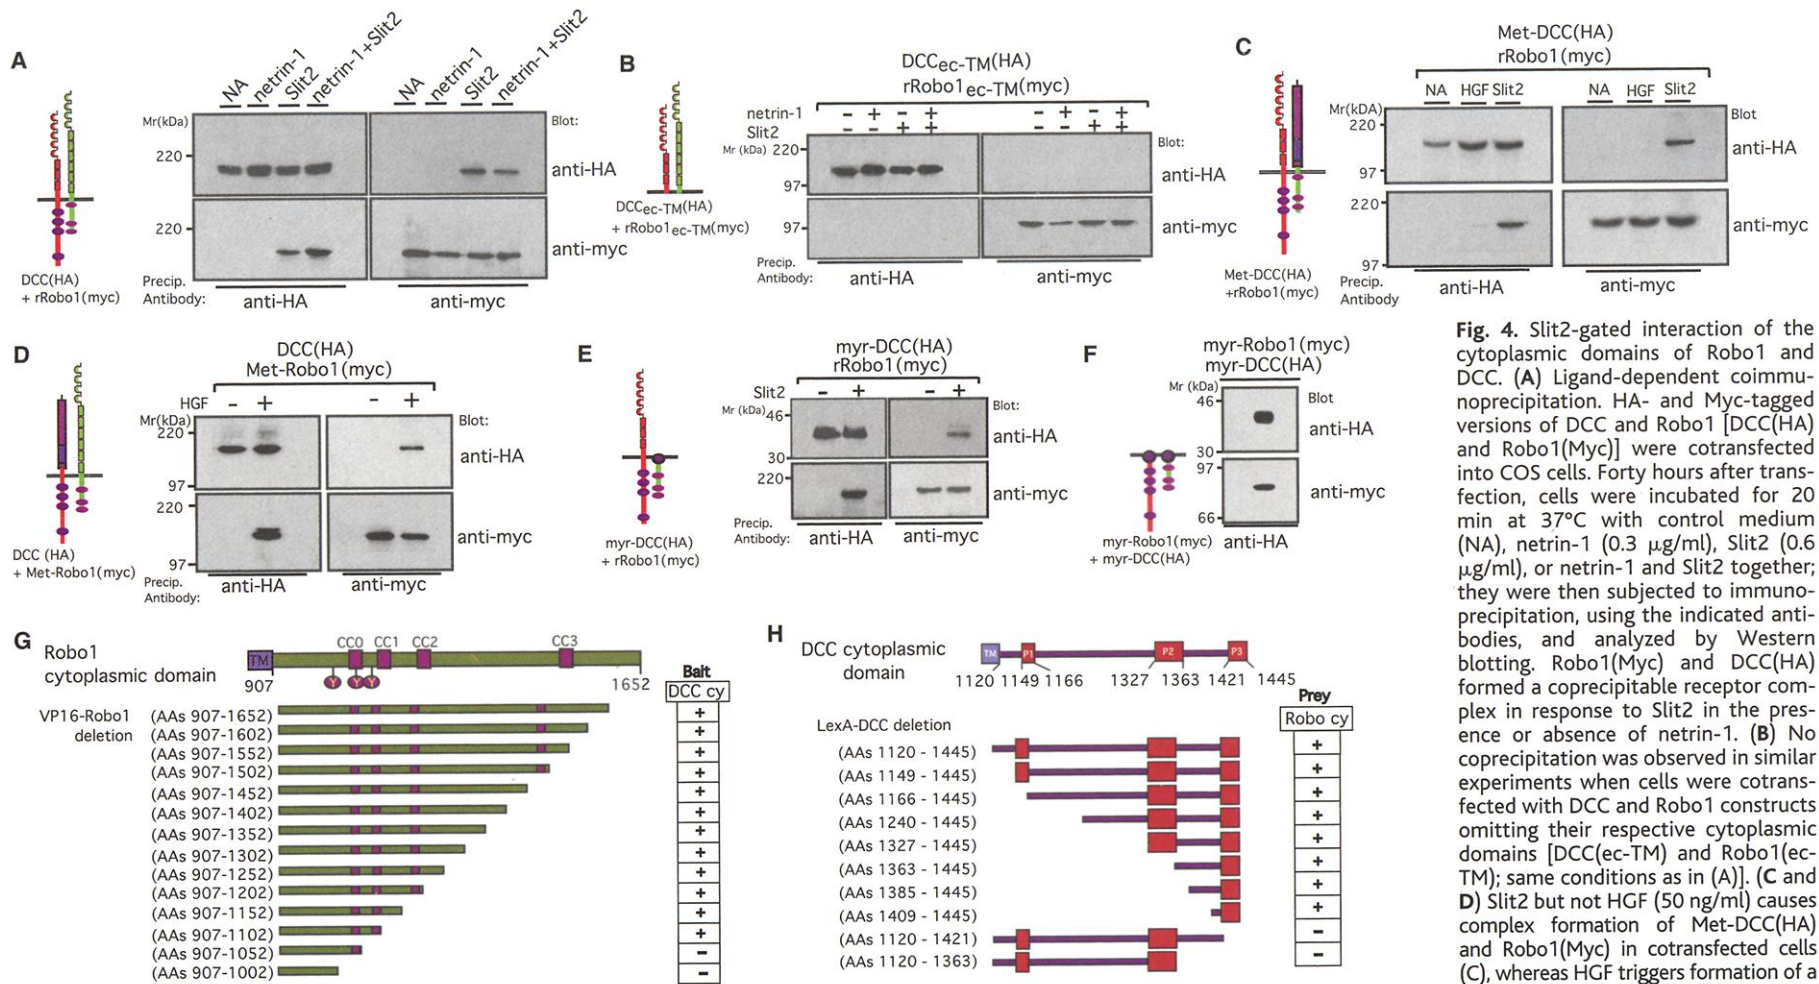 A
NA
netrin-1
Slit2
netrin-1+Slit2
Mr(kDa)
220
220
Blot:
anti-HA
anti-myc
DCC(HA)
+ rRobo1(myc)
Precip.
Antibody:
anti-HA
anti-myc
NA
netrin-1
Slit2
netrin-1+Slit2
B
DCCec-TM(HA)
rRobo1ec-TM(myc)
netrin-1 - + - + - + - +
Slit2 - - + + - - + +
Mr (kDa)
220
97
97
Blot:
anti-HA
anti-myc
DCCec-TM(HA)
+ rRobo1ec-TM(myc)
Precip.
Antibody:
anti-HA
anti-myc
C
Met-DCC(HA)
rRobo1(myc)
NA HGF Slit2 NA HGF Slit2
Mr(kDA)
220
97
220
97
Blot
anti-HA
anti-myc
Met-DCC(HA)
+rRobo1(myc)
Precip.
Antibody
anti-HA
anti-myc
D
DCC(HA)
Met-Robo1(myc)
HGF - + - +
Mr(kDa)
220
97
220
97
Blot:
anti-HA
anti-myc
DCC (HA)
+ Met-Robo1(myc)
Precip.
Antibody:
anti-HA
anti-myc
E
myr-DCC(HA)
rRobo1(myc)
Slit2 - + - +
Mr (kDa)
46
30
220
Blot:
anti-HA
anti-myc
myr-DCC(HA)
+ rRobo1(myc)
Precip.
Antibody:
anti-HA
anti-myc
F
myr-Robo1(myc)
myr-DCC(HA)
Mr (kDa)
46
30
97
66
Blot
anti-HA
anti-myc
myr-Robo1(myc)
+ myr-DCC(HA)
anti-HA
G
Robo1
cytoplasmic domain
TM
CC0 CC1 CC2 CC3
Y Y Y
907
1652
Bait
DCC cy
VP16-Robo1
deletion
(AAs 907-1652) +
(AAs 907-1602) +
(AAs 907-1552) +
(AAs 907-1502) +
(AAs 907-1452) +
(AAs 907-1402) +
(AAs 907-1352) +
(AAs 907-1302) +
(AAs 907-1252) +
(AAs 907-1202) +
(AAs 907-1152) +
(AAs 907-1102) +
(AAs 907-1052) -
(AAs 907-1002) -
H
DCC cytoplasmic
domain
TM P1 P2 P3
1120 1149 1166 1327 1363 1421 1445
Prey
Robo cy
LexA-DCC deletion
(AAs 1120 - 1445) +
(AAs 1149 - 1445) +
(AAs 1166 - 1445) +
(AAs 1240 - 1445) +
(AAs 1327 - 1445) +
(AAs 1363 - 1445) +
(AAs 1385 - 1445) +
(AAs 1409 - 1445) +
(AAs 1120 - 1421) -
(AAs 1120 - 1363) -
Fig. 4. Slit2-gated interaction of the
cytoplasmic domains of Robo1 and
DCC. (A) Ligand-dependent coimmu-
noprecipitation. HA- and Myc-tagged
versions of DCC and Robo1 [DCC(HA)
and Robo1(Myc)] were cotransfected
into COS cells. Forty hours after trans-
fection, cells were incubated for 20
min at 37°C with control medium
(NA), netrin-1 (0.3 μg/ml), Slit2 (0.6
μg/ml), or netrin-1 and Slit2 together;
they were then subjected to immuno-
precipitation, using the indicated anti-
bodies, and analyzed by Western
blotting. Robo1(Myc) and DCC(HA)
formed a coprecipitable receptor com-
plex in response to Slit2 in the pres-
ence or absence of netrin-1. (B) No
coprecipitation was observed in similar
experiments when cells were cotrans-
fected with DCC and Robo1 constructs
omitting their respective cytoplasmic
domains [DCC(ec-TM) and Robo1(ec-
TM); same conditions as in (A)]. (C and
D) Slit2 but not HGF (50 ng/ml) causes
complex formation of Met-DCC(HA)
and Robo1(Myc) in cotransfected cells
(C), whereas HGF triggers formation of a